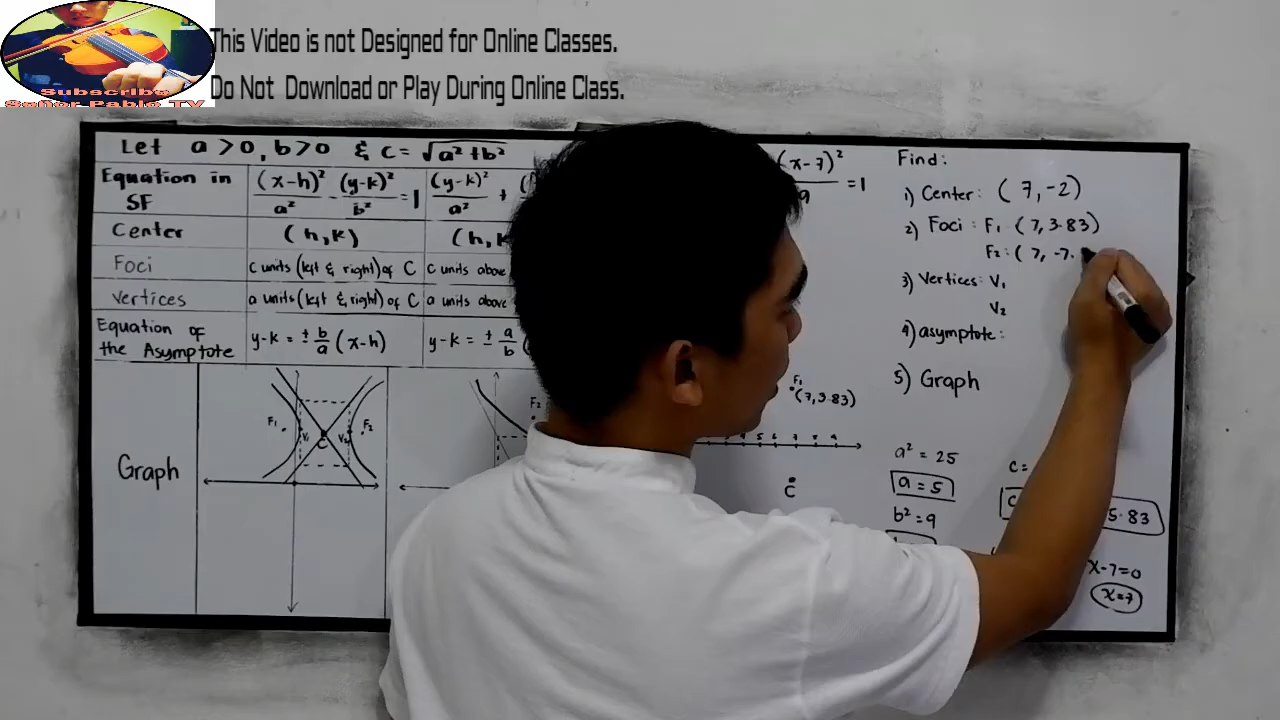 This Video is not Designed for Online Classes.
Do Not Download or Play During Online Class.
Subscribe
Señor Pablo TV
Let a > 0, b > 0 & c = √a² + b²
Equation in SF
(x-h)²/a² - (y-k)²/b² = 1
(y-k)²/a² +
Center
(h, k)
(h, k
Foci
c units (left & right) of C
c units above
Vertices
a units (left & right) of C
a units above
Equation of the Asymptote
y-k = ± b/a (x-h)
y-k = ± a/b (
Graph
F₁
V₁
C
V₂
F₂
F₂
(x-7)²/9 = 1
F₁
(7, 3.83)
C
Find:
1) Center: (7, -2)
2) Foci: F₁: (7, 3.83)
F₂: (7, -7.
3) Vertices: V₁
V₂
4) asymptote:
5) Graph
a² = 25
a = 5
b² = 9
c =
5.83
x-7=0
x=7